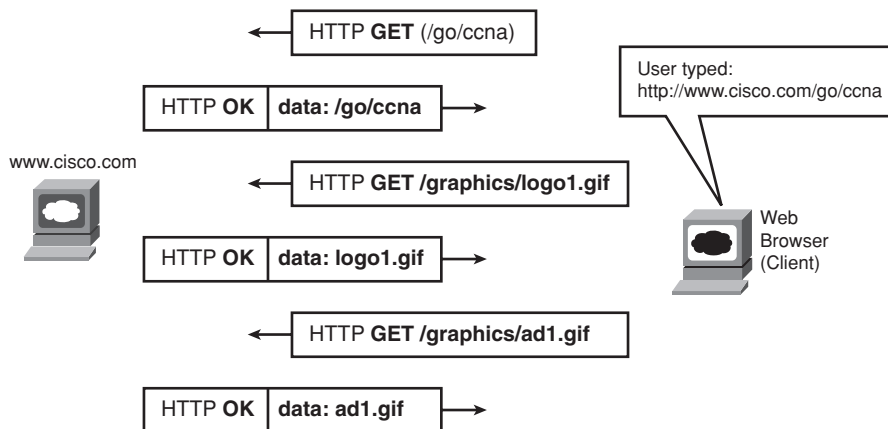 HTTP GET (/go/ccna)
User typed:
http://www.cisco.com/go/ccna
HTTP OK data: /go/ccna
www.cisco.com
HTTP GET /graphics/logo1.gif
Web
Browser
(Client)
HTTP OK data: logo1.gif
HTTP GET /graphics/ad1.gif
HTTP OK data: ad1.gif